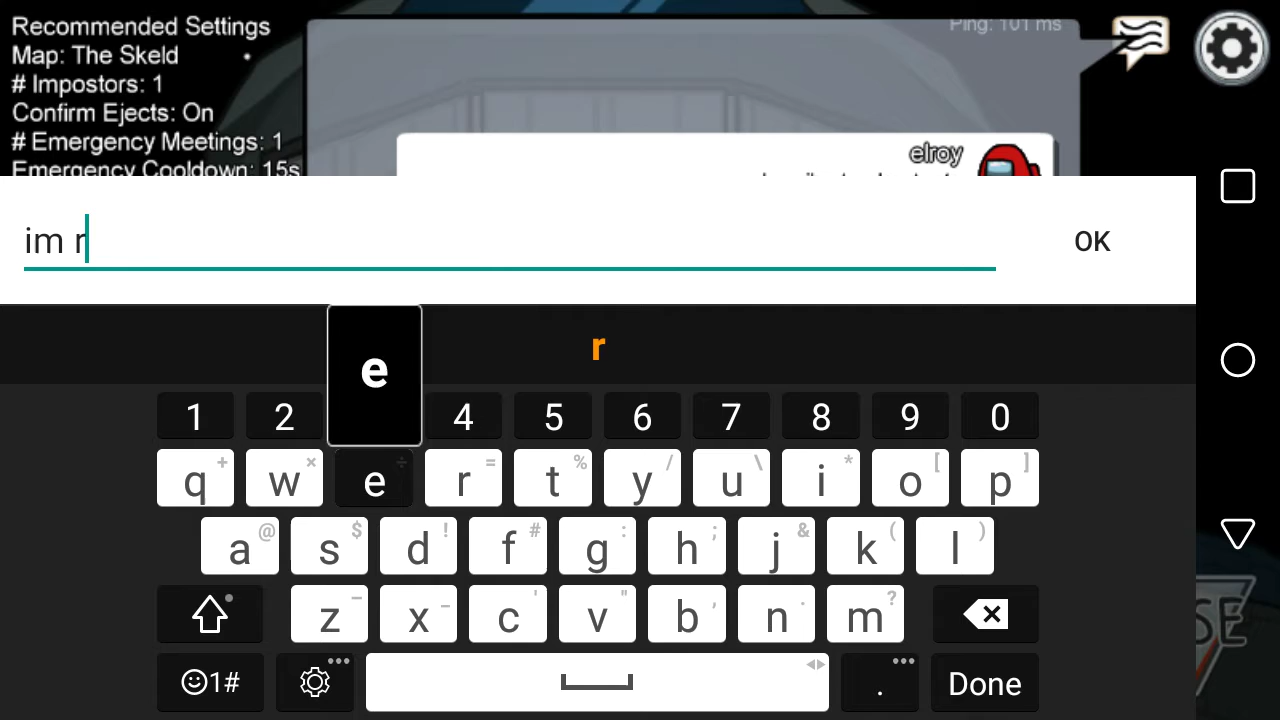 Recommended Settings
Map: The Skeld
# Impostors: 1
Confirm Ejects: On
# Emergency Meetings: 1
Emergency Cooldown: 15s
Ping: 101 ms
elroy
im r
OK
e
r
1 2 4 5 6 7 8 9 0
q + w × e ÷ r = t % y / u \ i * o [ p ]
a @ s $ d ! f # g : h ; j & k ( l )
z – x _ c ' v " b , n . m ?
1# . Done